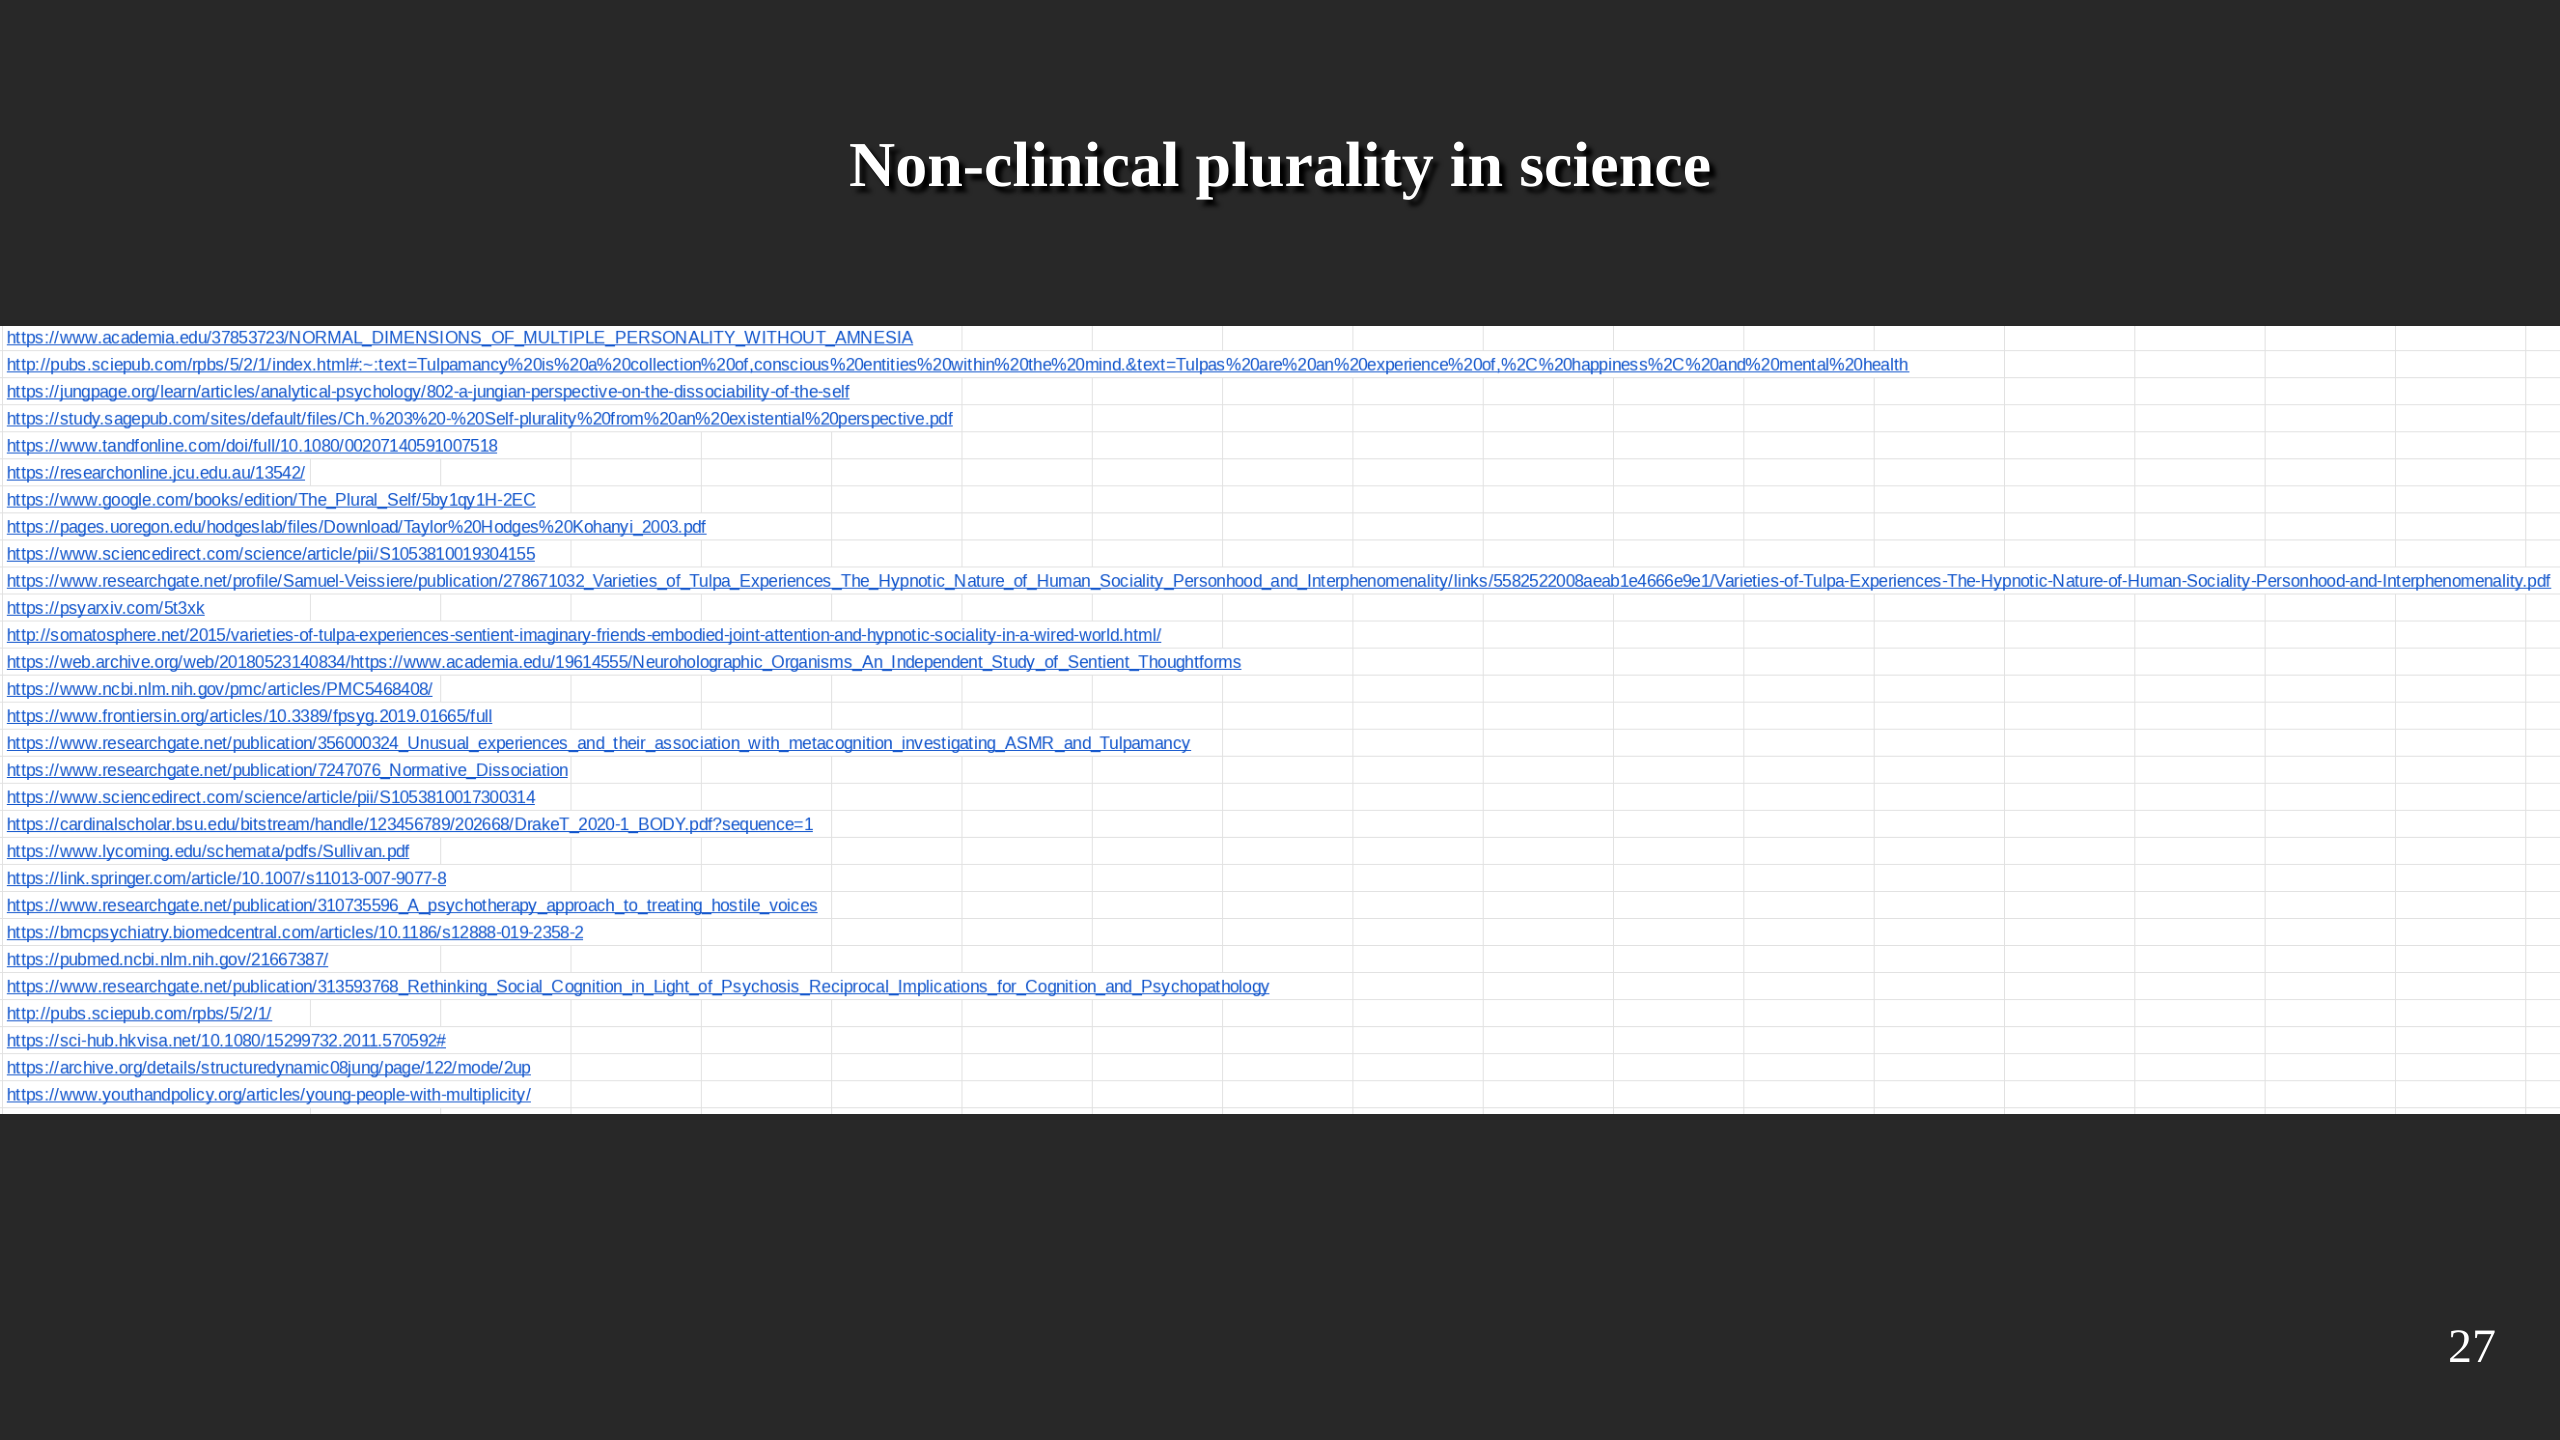 Non-clinical plurality in science
https://www.academia.edu/37853723/NORMAL_DIMENSIONS_OF_MULTIPLE_PERSONALITY_WITHOUT_AMNESIA
http://pubs.sciepub.com/rpbs/5/2/1/index.html#:~:text=Tulpamancy%20is%20a%20collection%20of,conscious%20entities%20within%20the%20mind.&text=Tulpas%20are%20an%20experience%20of,%2C%20happiness%2C%20and%20mental%20health
https://jungpage.org/learn/articles/analytical-psychology/802-a-jungian-perspective-on-the-dissociability-of-the-self
https://study.sagepub.com/sites/default/files/Ch.%203%20-%20Self-plurality%20from%20an%20existential%20perspective.pdf
https://www.tandfonline.com/doi/full/10.1080/00207140591007518
https://researchonline.jcu.edu.au/13542/
https://www.google.com/books/edition/The_Plural_Self/5by1qy1H-2EC
https://pages.uoregon.edu/hodgeslab/files/Download/Taylor%20Hodges%20Kohanyi_2003.pdf
https://www.sciencedirect.com/science/article/pii/S1053810019304155
https://www.researchgate.net/profile/Samuel-Veissiere/publication/278671032_Varieties_of_Tulpa_Experiences_The_Hypnotic_Nature_of_Human_Sociality_Personhood_and_Interphenomenality/links/5582522008aeab1e4666e9e1/Varieties-of-Tulpa-Experiences-The-Hypnotic-Nature-of-Human-Sociality-Personhood-and-Interphenomenality.pdf
https://psyarxiv.com/5t3xk
http://somatosphere.net/2015/varieties-of-tulpa-experiences-sentient-imaginary-friends-embodied-joint-attention-and-hypnotic-sociality-in-a-wired-world.html/
https://web.archive.org/web/20180523140834/https://www.academia.edu/19614555/Neuroholographic_Organisms_An_Independent_Study_of_Sentient_Thoughtforms
https://www.ncbi.nlm.nih.gov/pmc/articles/PMC5468408/
https://www.frontiersin.org/articles/10.3389/fpsyg.2019.01665/full
https://www.researchgate.net/publication/356000324_Unusual_experiences_and_their_association_with_metacognition_investigating_ASMR_and_Tulpamancy
https://www.researchgate.net/publication/7247076_Normative_Dissociation
https://www.sciencedirect.com/science/article/pii/S1053810017300314
https://cardinalscholar.bsu.edu/bitstream/handle/123456789/202668/DrakeT_2020-1_BODY.pdf?sequence=1
https://www.lycoming.edu/schemata/pdfs/Sullivan.pdf
https://link.springer.com/article/10.1007/s11013-007-9077-8
https://www.researchgate.net/publication/310735596_A_psychotherapy_approach_to_treating_hostile_voices
https://bmcpsychiatry.biomedcentral.com/articles/10.1186/s12888-019-2358-2
https://pubmed.ncbi.nlm.nih.gov/21667387/
https://www.researchgate.net/publication/313593768_Rethinking_Social_Cognition_in_Light_of_Psychosis_Reciprocal_Implications_for_Cognition_and_Psychopathology
http://pubs.sciepub.com/rpbs/5/2/1/
https://sci-hub.hkvisa.net/10.1080/15299732.2011.570592#
https://archive.org/details/structuredynamic08jung/page/122/mode/2up
https://www.youthandpolicy.org/articles/young-people-with-multiplicity/
27